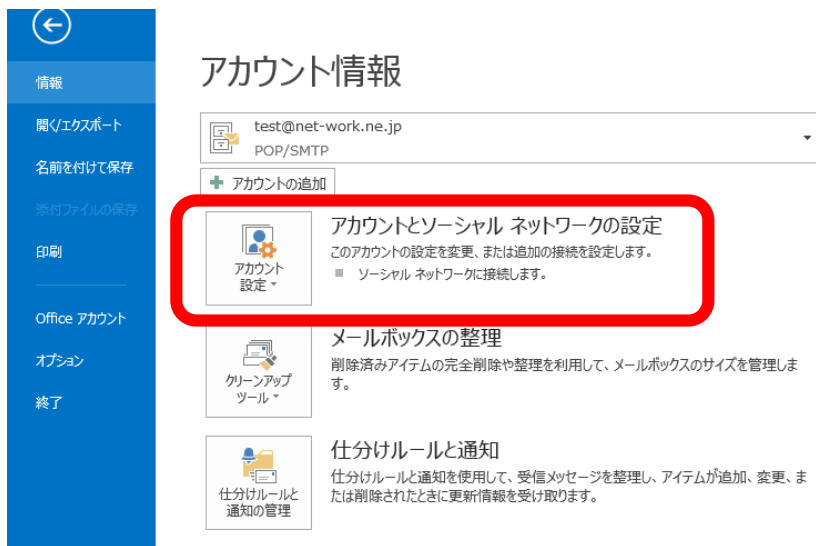 情報
開く/エクスポート
名前を付けて保存
添付ファイルの保存
印刷
Office アカウント
オプション
終了
アカウント情報
test@net-work.ne.jp
POP/SMTP
アカウントの追加
アカウント
設定
アカウントとソーシャル ネットワークの設定
このアカウントの設定を変更、または追加の接続を設定します。
ソーシャル ネットワークに接続します。
クリーンアップ
ツール
メールボックスの整理
削除済みアイテムの完全削除や整理を利用して、メールボックスのサイズを管理しま
す。
仕分けルールと
通知の管理
仕分けルールと通知
仕分けルールと通知を使用して、受信メッセージを整理し、アイテムが追加、変更、ま
たは削除されたときに更新情報を受け取ります。